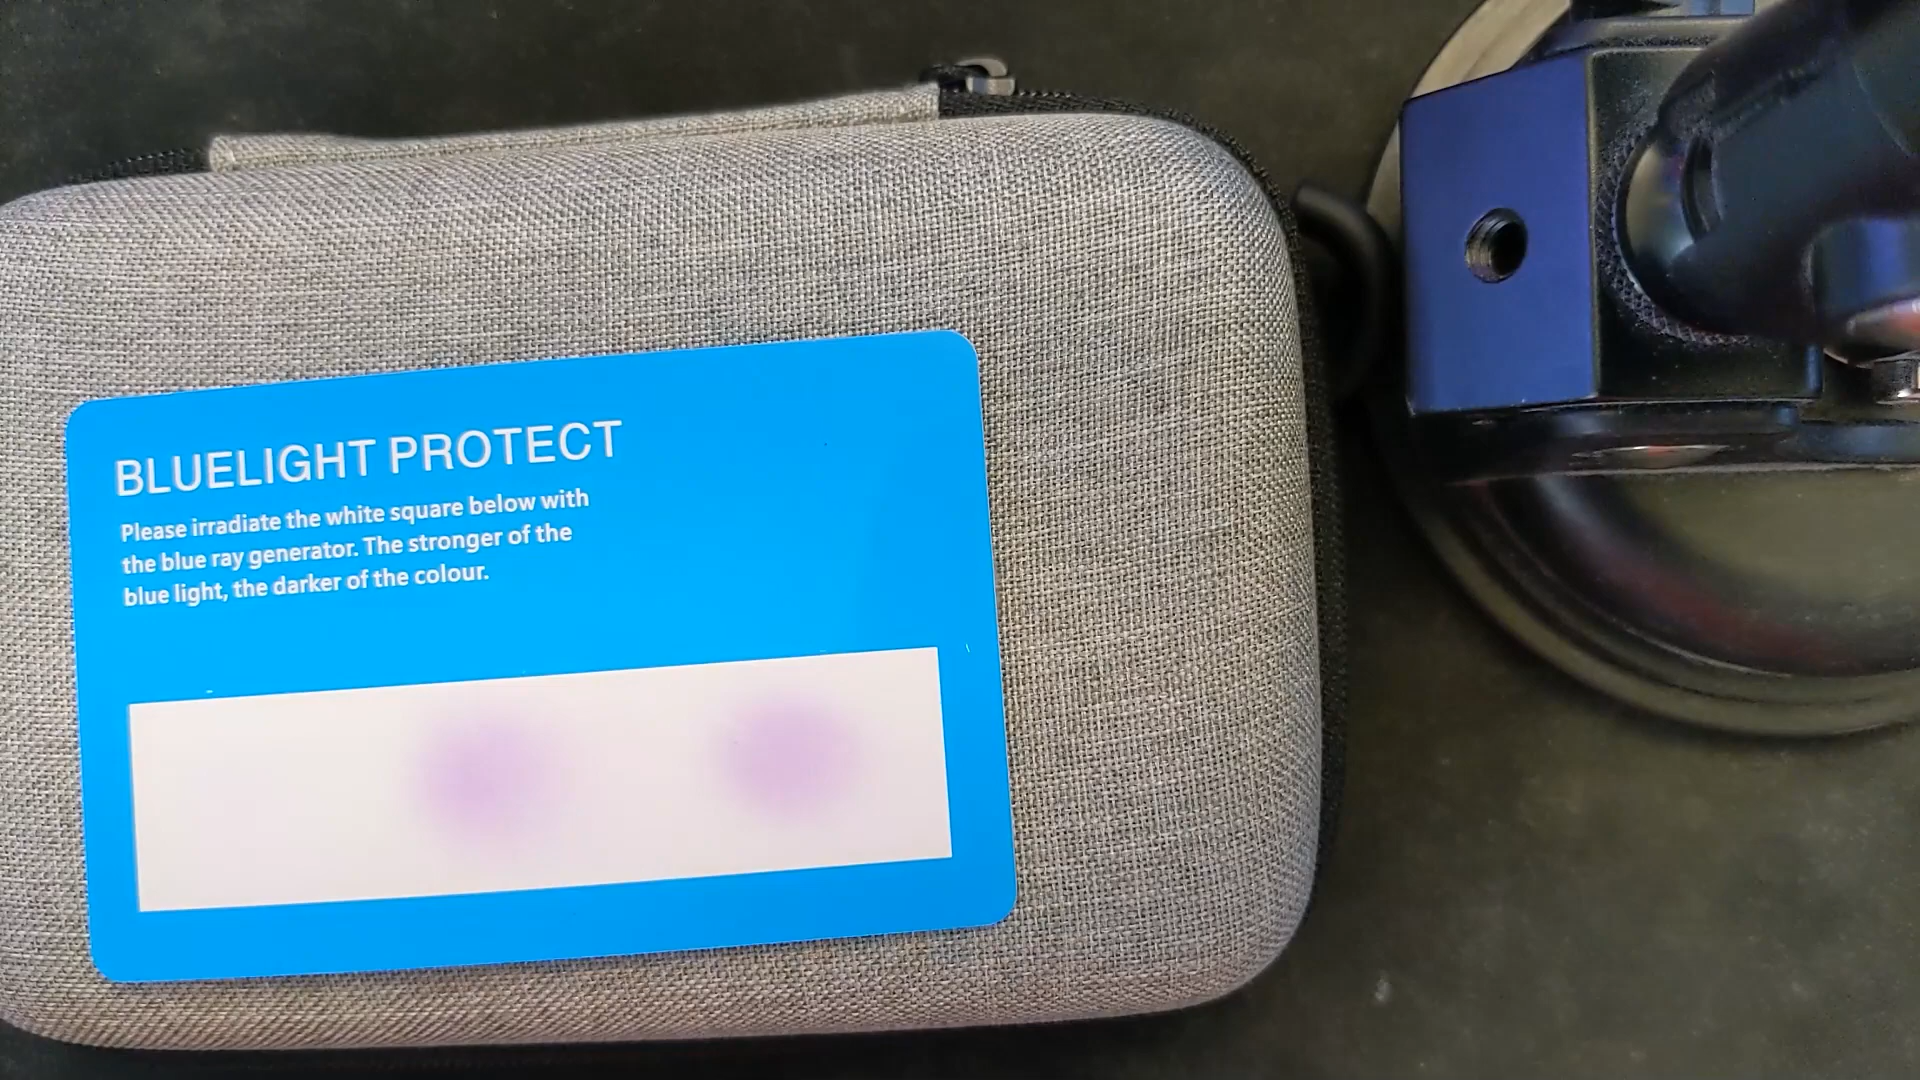 BLUELIGHT PROTECT
Please irradiate the white square below with
the blue ray generator. The stronger of the
blue light, the darker of the colour.